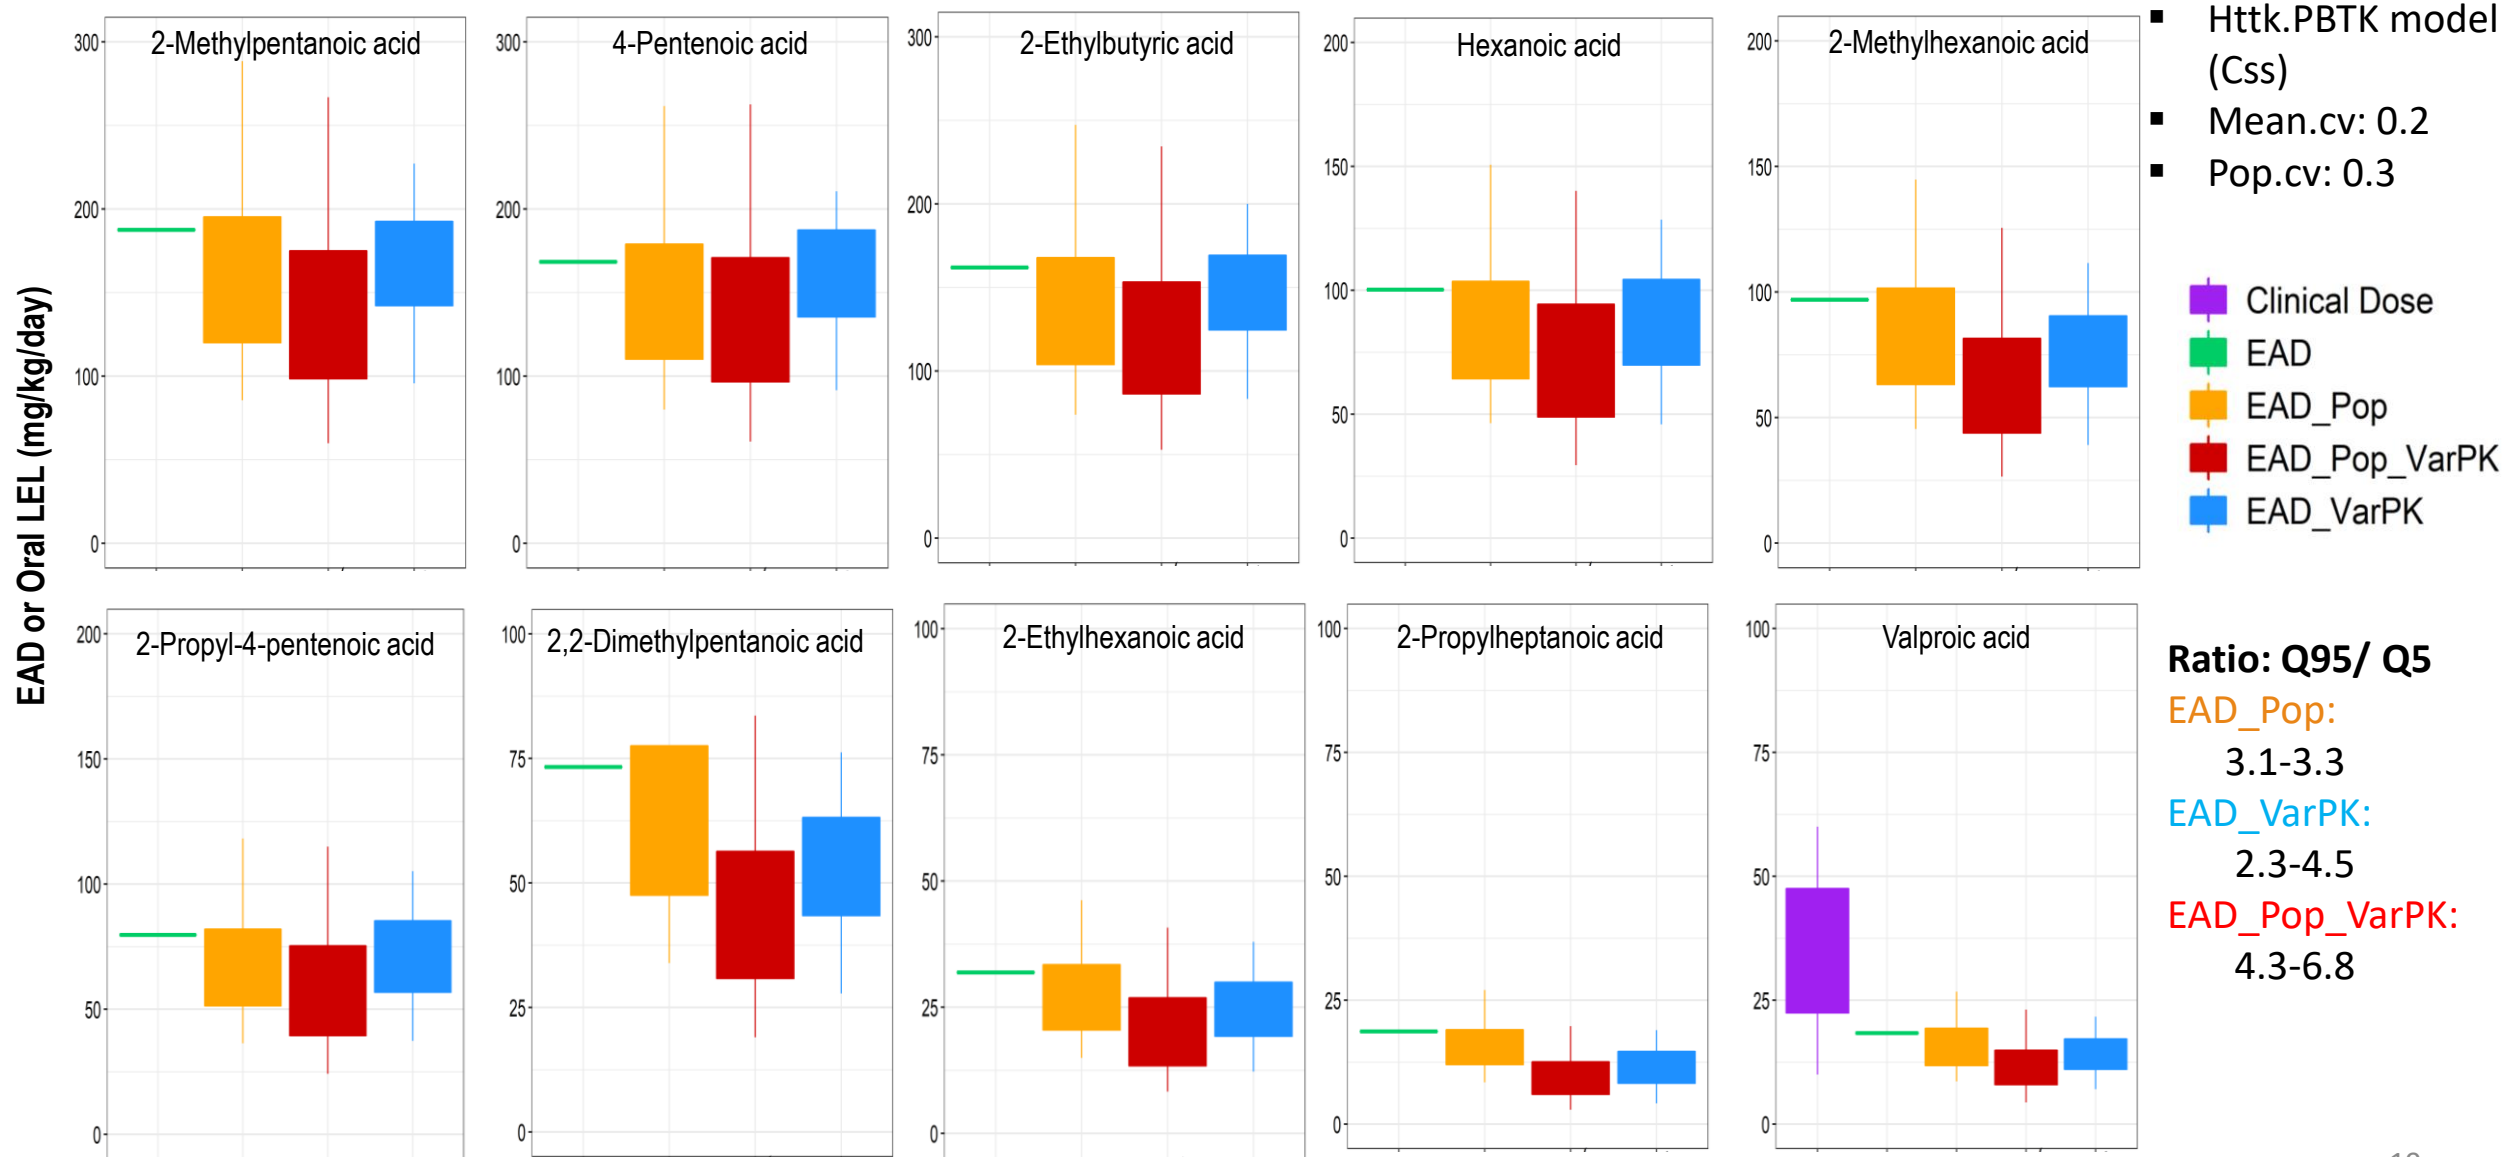 EAD or Oral LEL (mg/kg/day)
2-Methylpentanoic acid
300
200
100
0
4-Pentenoic acid
300
200
100
0
2-Ethylbutyric acid
300
200
100
0
Hexanoic acid
200
150
100
50
0
2-Methylhexanoic acid
200
150
100
50
0
▪ Httk.PBTK model
(Css)
▪ Mean.cv: 0.2
▪ Pop.cv: 0.3
Clinical Dose
EAD
EAD_Pop
EAD_Pop_VarPK
EAD_VarPK
2-Propyl-4-pentenoic acid
200
150
100
50
0
2,2-Dimethylpentanoic acid
100
75
50
25
0
2-Ethylhexanoic acid
100
75
50
25
0
2-Propylheptanoic acid
100
75
50
25
0
Valproic acid
100
75
50
25
0
Ratio: Q95/ Q5
EAD_Pop:
3.1-3.3
EAD_VarPK:
2.3-4.5
EAD_Pop_VarPK:
4.3-6.8